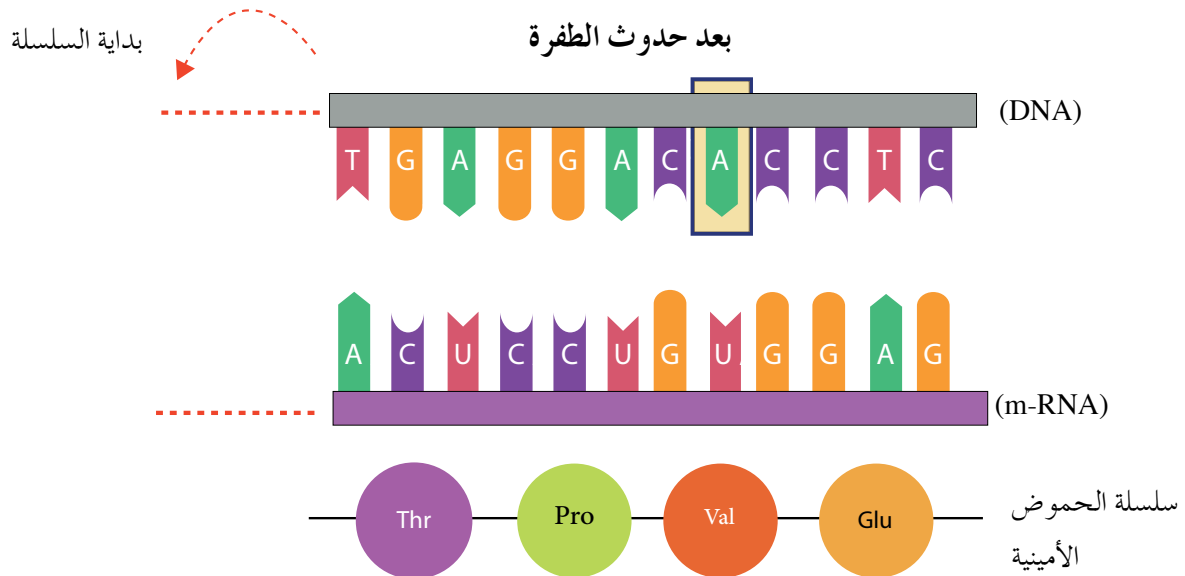 بعد حدوث الطفرة
بداية السلسلة
(DNA)
T G A G G A C A C C T C
A C U C C U G U G G A G
(m-RNA)
Thr Pro Val Glu
سلسلة الحموض
الأمينية